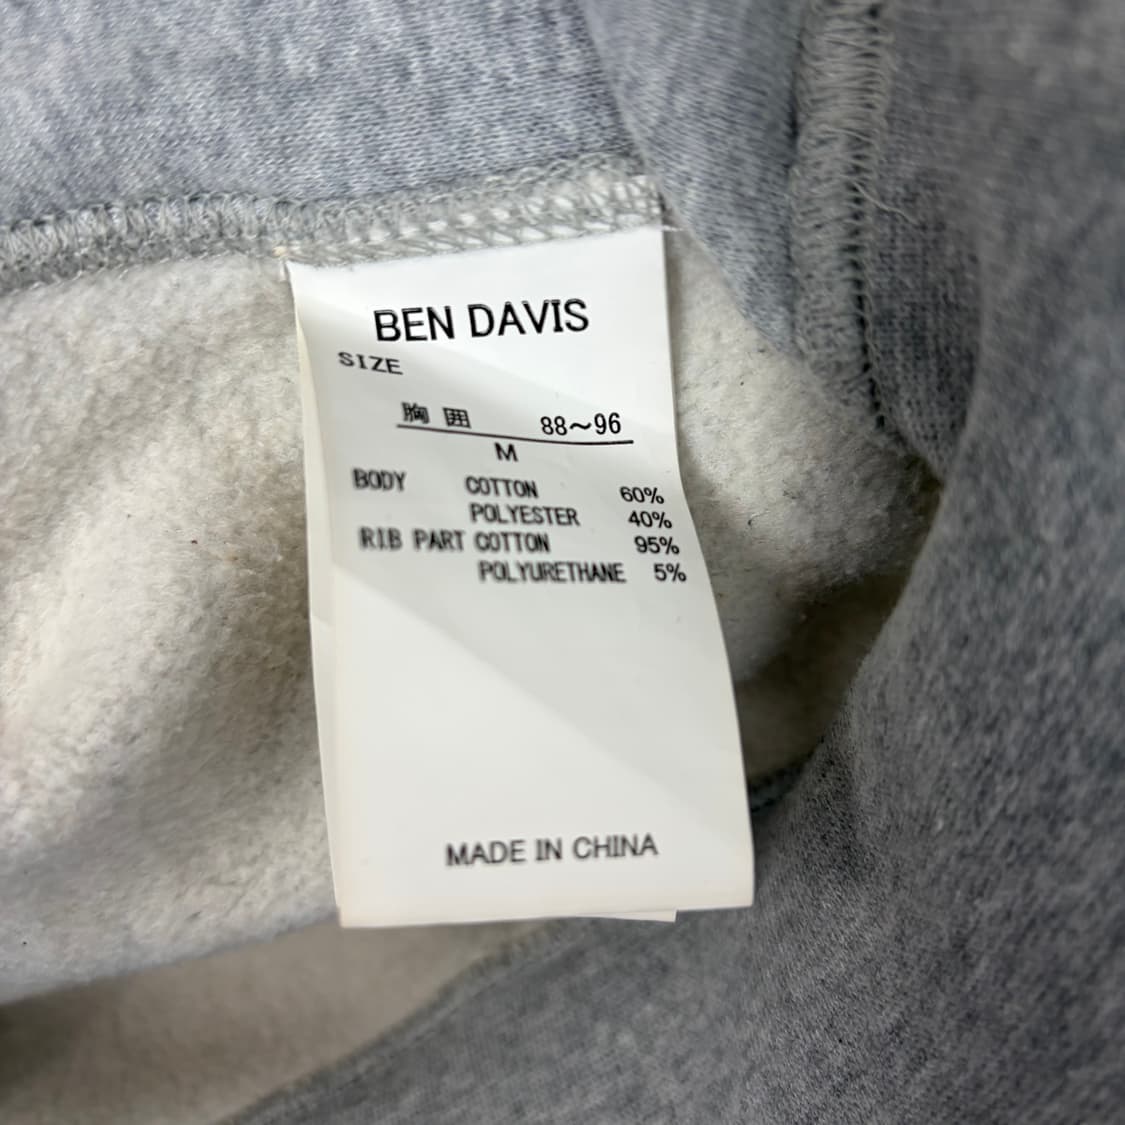 BEN DAVIS
SIZE
胸囲 88～96
M
BODY COTTON 60%
POLYESTER 40%
RIB PART COTTON 95%
POLYURETHANE 5%
MADE IN CHINA